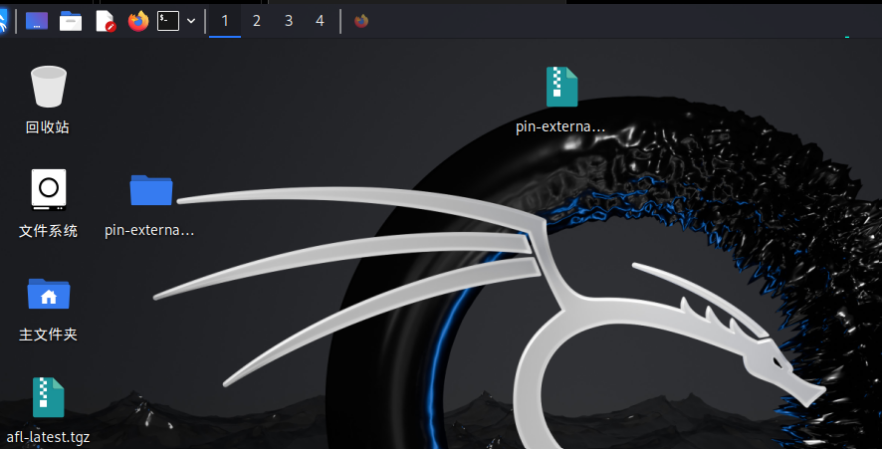 1 2 3 4
回收站
pin-externa...
文件系统
pin-externa...
主文件夹
afl-latest.tgz